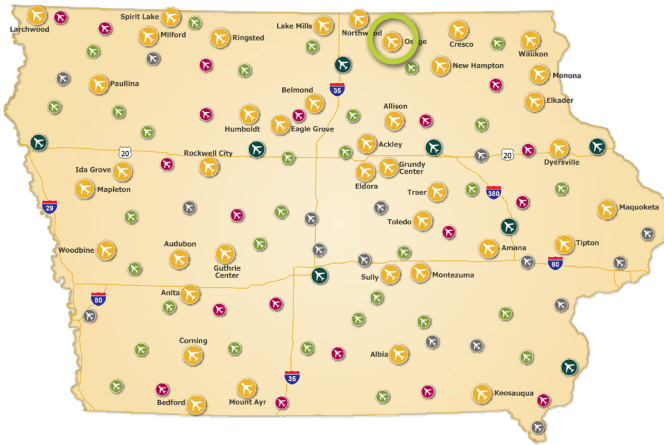 Larchwood
Spirit Lake
Milford
Ringsted
Lake Mills
Northwood
Osage
Cresco
Waukon
New Hampton
Monona
Paullina
Elkader
Belmond
35
Humboldt
Eagle Grove
Allison
Ackley
20
Rockwell City
Grundy
Center
20
Dyersville
Ida Grove
Mapleton
Eldora
Traer
380
29
Maquoketa
Toledo
Woodbine
Audubon
Guthrie
Center
Amana
Tipton
80
Sully
Montezuma
Anita
80
Corning
Albia
35
Bedford
Mount Ayr
Keosauqua